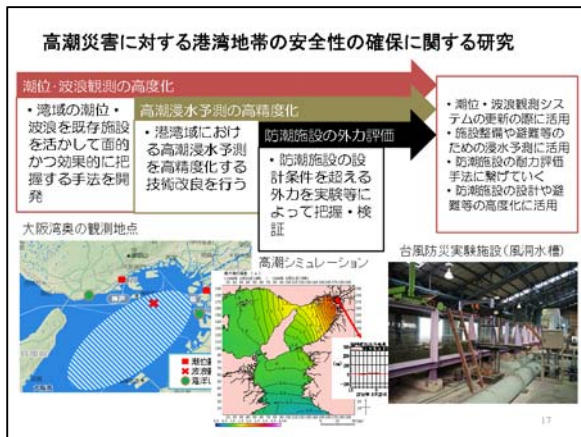 高潮災害に対する港湾地帯の安全性の確保に関する研究
潮位・波浪観測の高度化
・湾域の潮位・
波浪を既存施設
を活かして面的
かつ効果的に把
握する手法を開
発
高潮浸水予測の高精度化
・港湾域におけ
る高潮浸水予測
を高精度化する
技術改良を行う
防潮施設の外力評価
・防潮施設の設
計条件を超える
外力を実験等に
よって把握・検
証
・潮位・波浪観測シス
テムの更新の際に活用
・施設整備や避難等の
ための浸水予測に活用
・防潮施設の耐力評価
手法に繋げていく
・防潮施設の設計や避
難等の高度化に活用
大阪湾奥の観測地点
潮位
波浪
海洋レ
高潮シミュレーション
台風防災実験施設(風洞水槽)
17